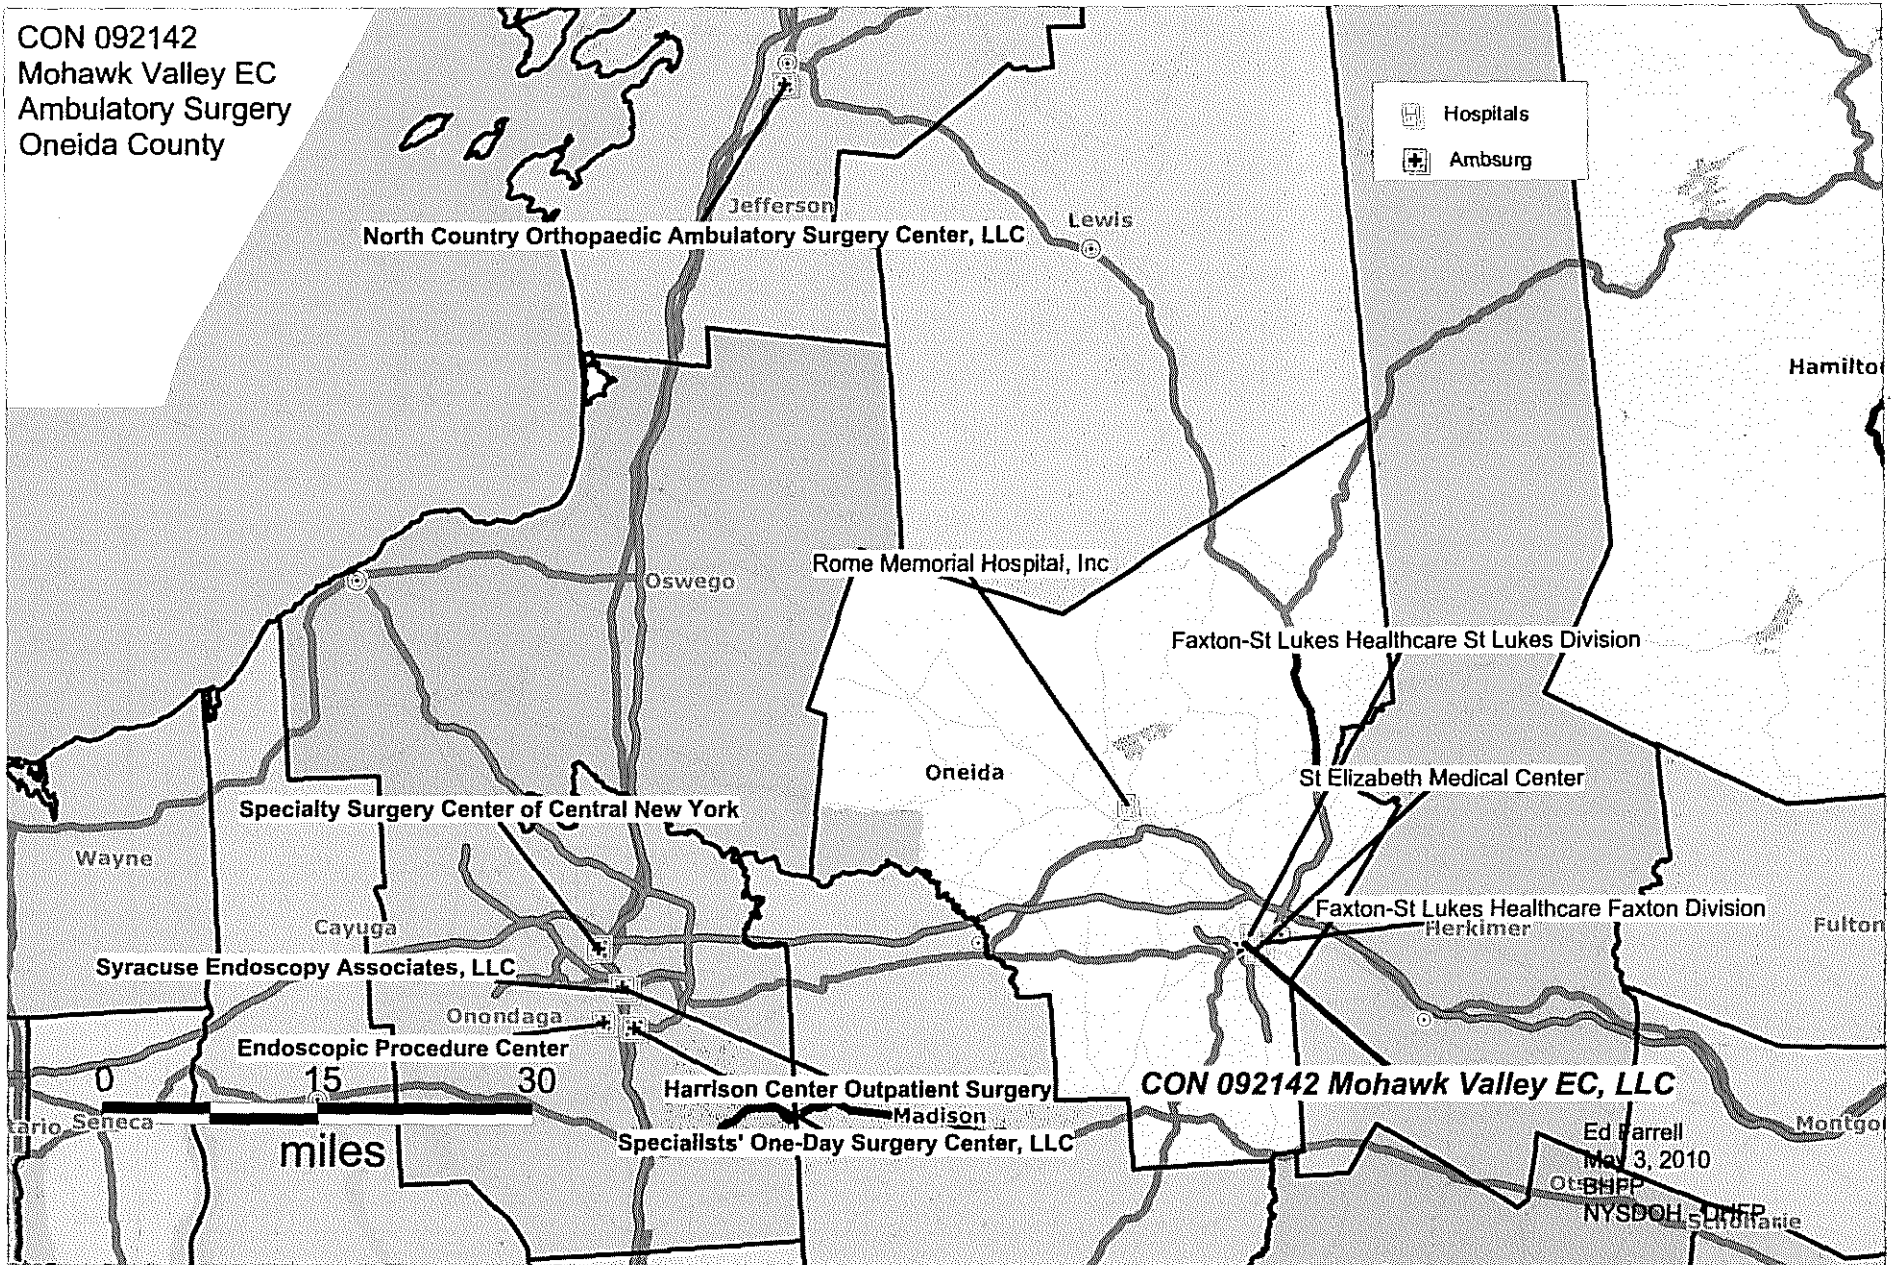 CON 092142
Mohawk Valley EC
Ambulatory Surgery
Oneida County
H Hospitals
Ambsurg
Jefferson
North Country Orthopaedic Ambulatory Surgery Center, LLC
Lewis
Hamilto
Rome Memorial Hospital, Inc
Oswego
Faxton-St Lukes Healthcare St Lukes Division
Oneida
St Elizabeth Medical Center
Specialty Surgery Center of Central New York
Wayne
Cayuga
Faxton-St Lukes Healthcare Faxton Division
Herkimer
Fulton
Syracuse Endoscopy Associates, LLC
Onondaga
Endoscopic Procedure Center
0 15 30
miles
Harrison Center Outpatient Surgery
CON 092142 Mohawk Valley EC, LLC
Madison
tario Seneca
Specialists' One-Day Surgery Center, LLC
Montgo
Ed Farrell
May 3, 2010
BHFP
NYSDOH, DHFP
Schoharie